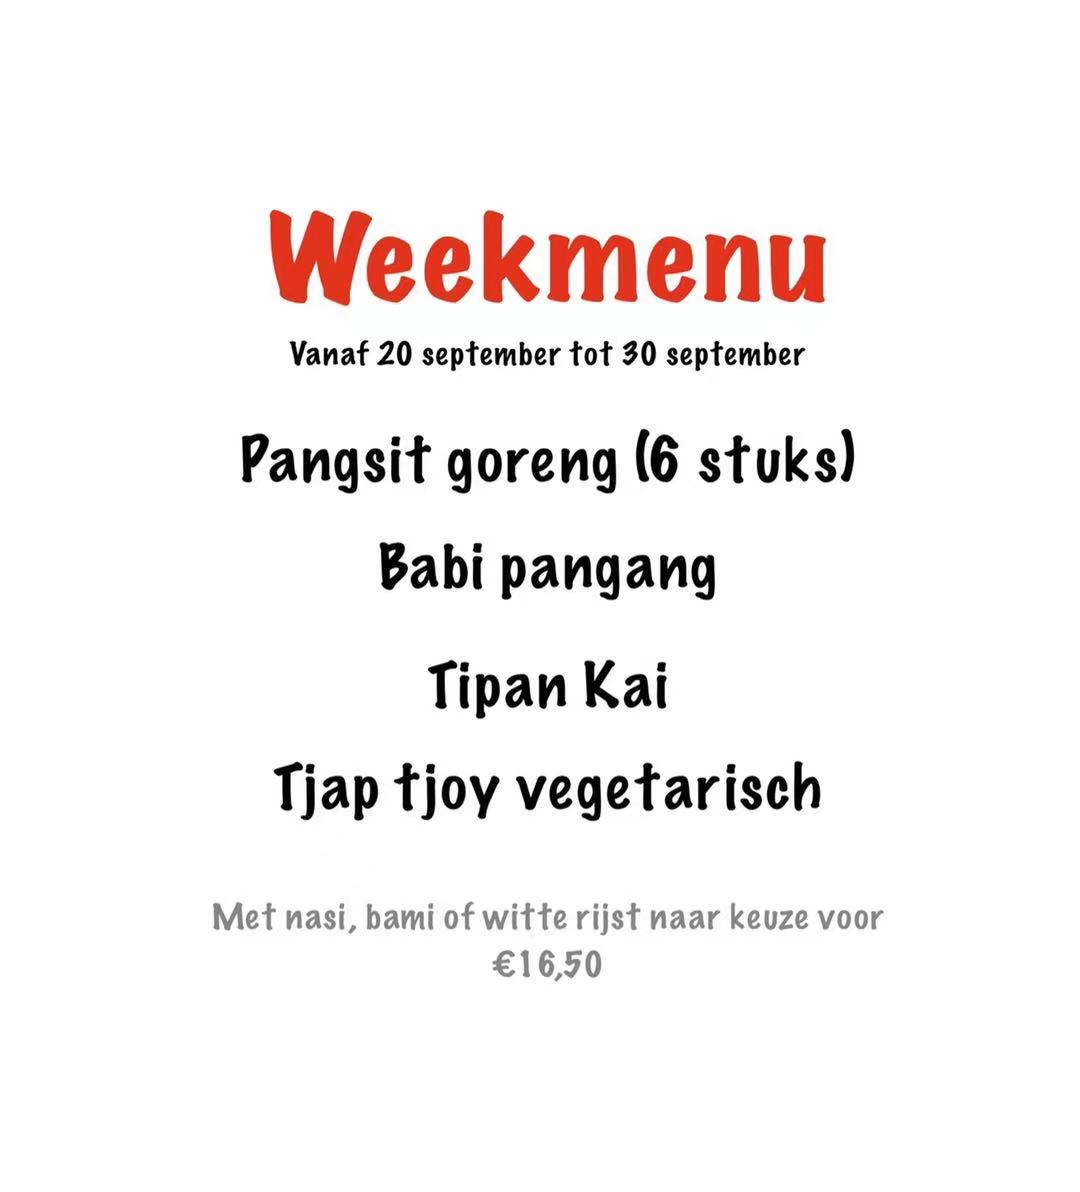 Weekmenu
Vanaf 20 september tot 30 september
Pangsit goreng (6 stuks)
Babi pangang
Tipan Kai
Tjap tjoy vegetarisch
Met nasi, bami of witte rijst naar keuze voor
€16,50